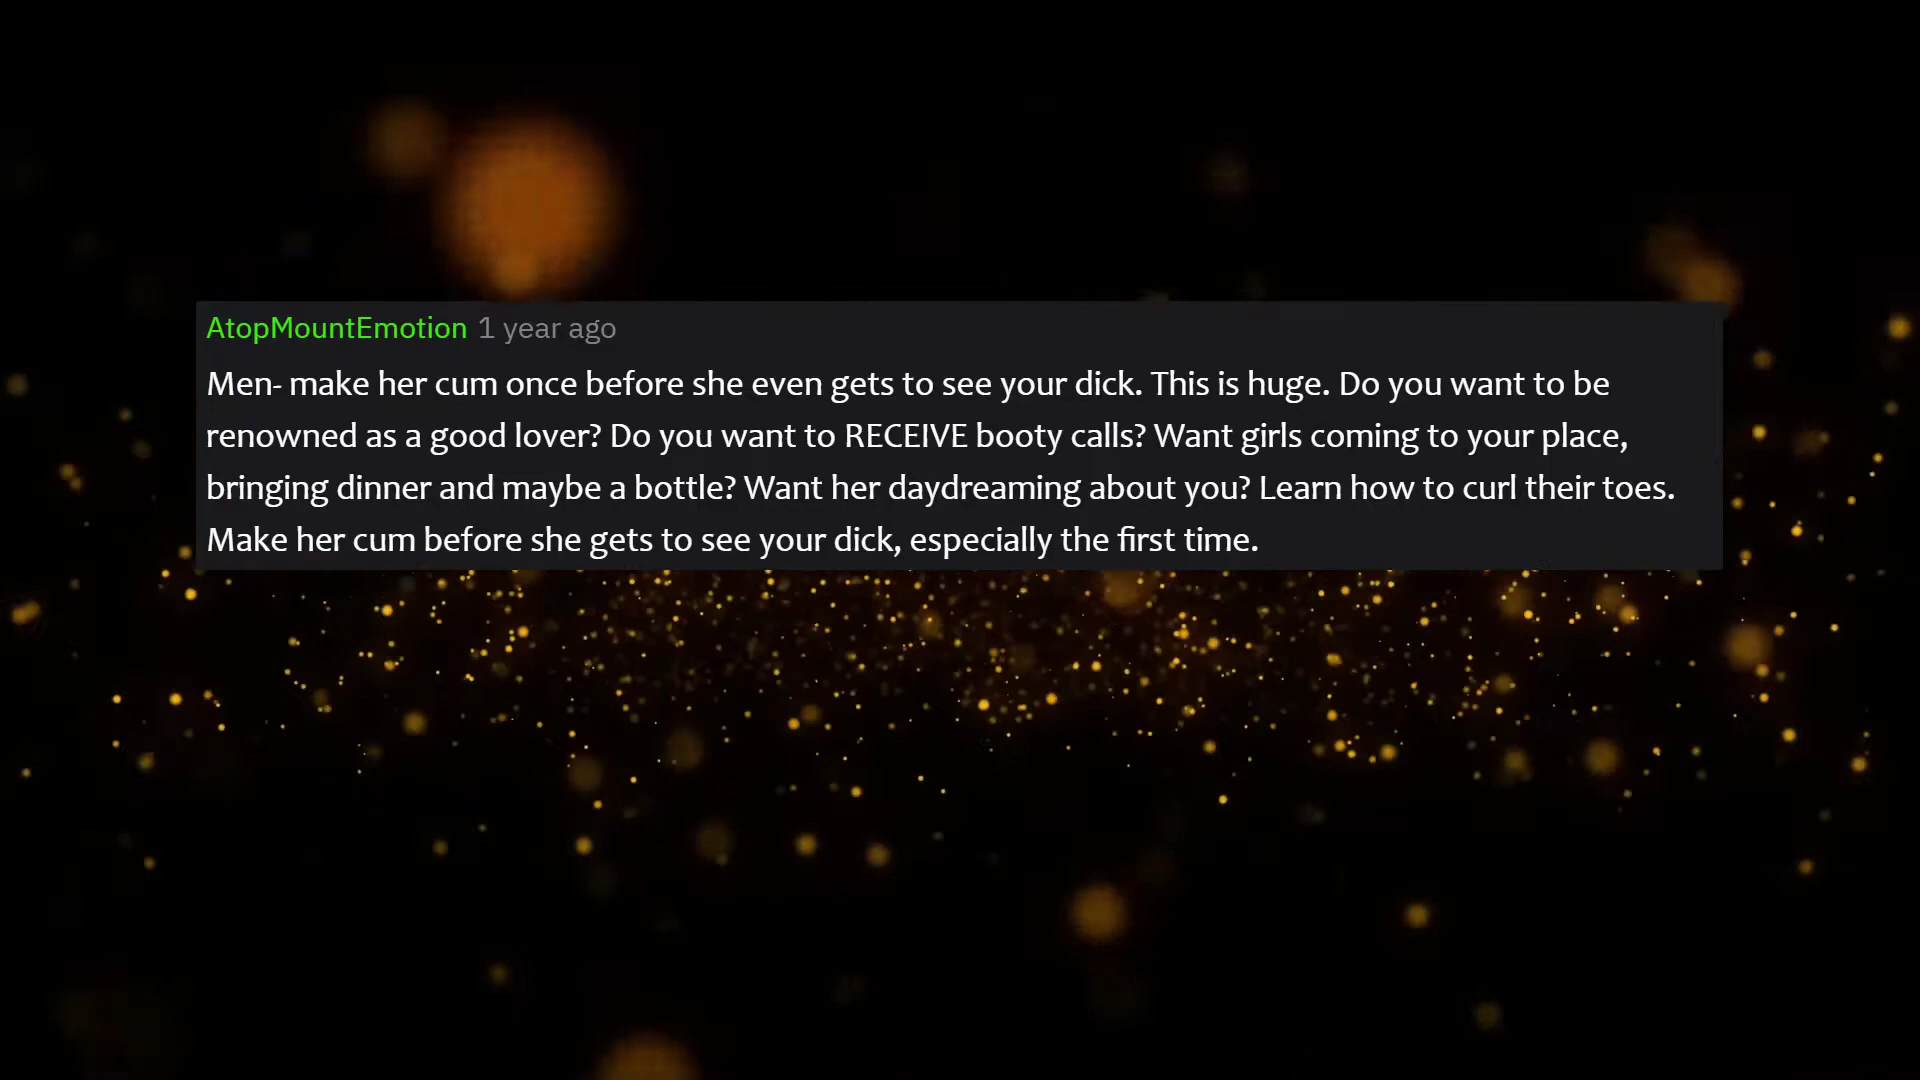 AtopMountEmotion 1 year ago
Men- make her cum once before she even gets to see your dick. This is huge. Do you want to be
renowned as a good lover? Do you want to RECEIVE booty calls? Want girls coming to your place,
bringing dinner and maybe a bottle? Want her daydreaming about you? Learn how to curl their toes.
Make her cum before she gets to see your dick, especially the first time.